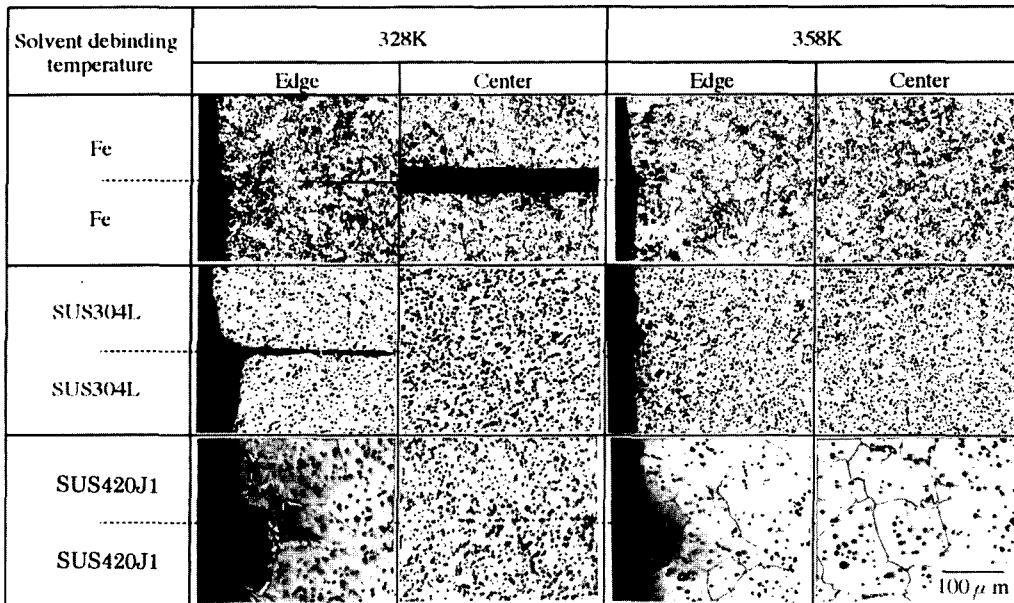 Solvent debinding
temperature
328K
358K
Edge
Center
Edge
Center
Fe
Fe
SUS304L
SUS304L
SUS420J1
SUS420J1
100 μ m